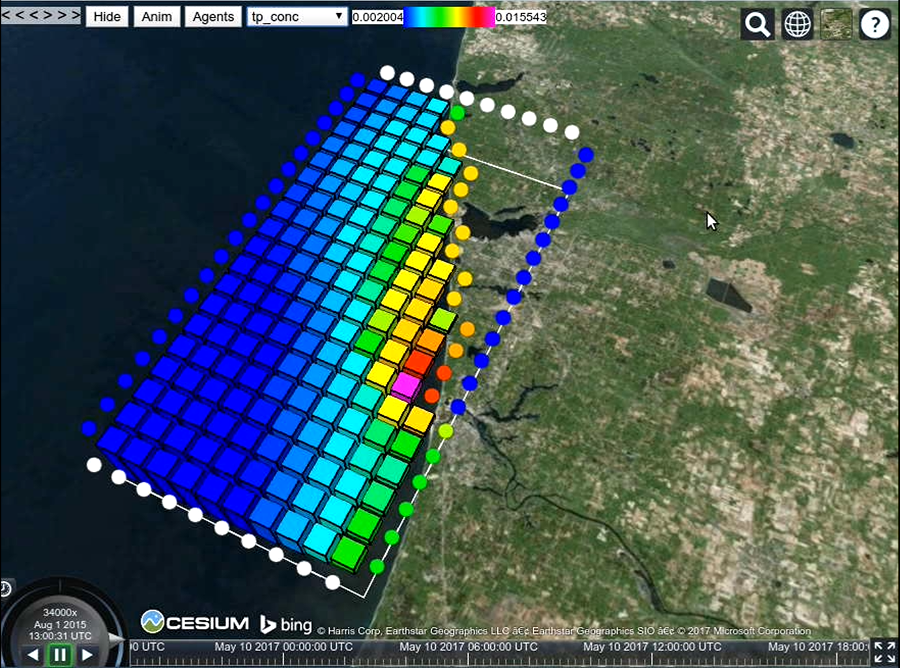 < < < > > > Hide Anim Agents tp_conc 0.002004 0.015543
?
34000x
Aug 1 2015
13:00:31 UTC
CESIUM bing © Harris Corp, Earthstar Geographics LLC â€¢ Earthstar Geographics SIO â€¢ © 2017 Microsoft Corporation
:00 UTC May 10 2017 00:00:00 UTC May 10 2017 06:00:00 UTC May 10 2017 12:00:00 UTC May 10 2017 18:00: